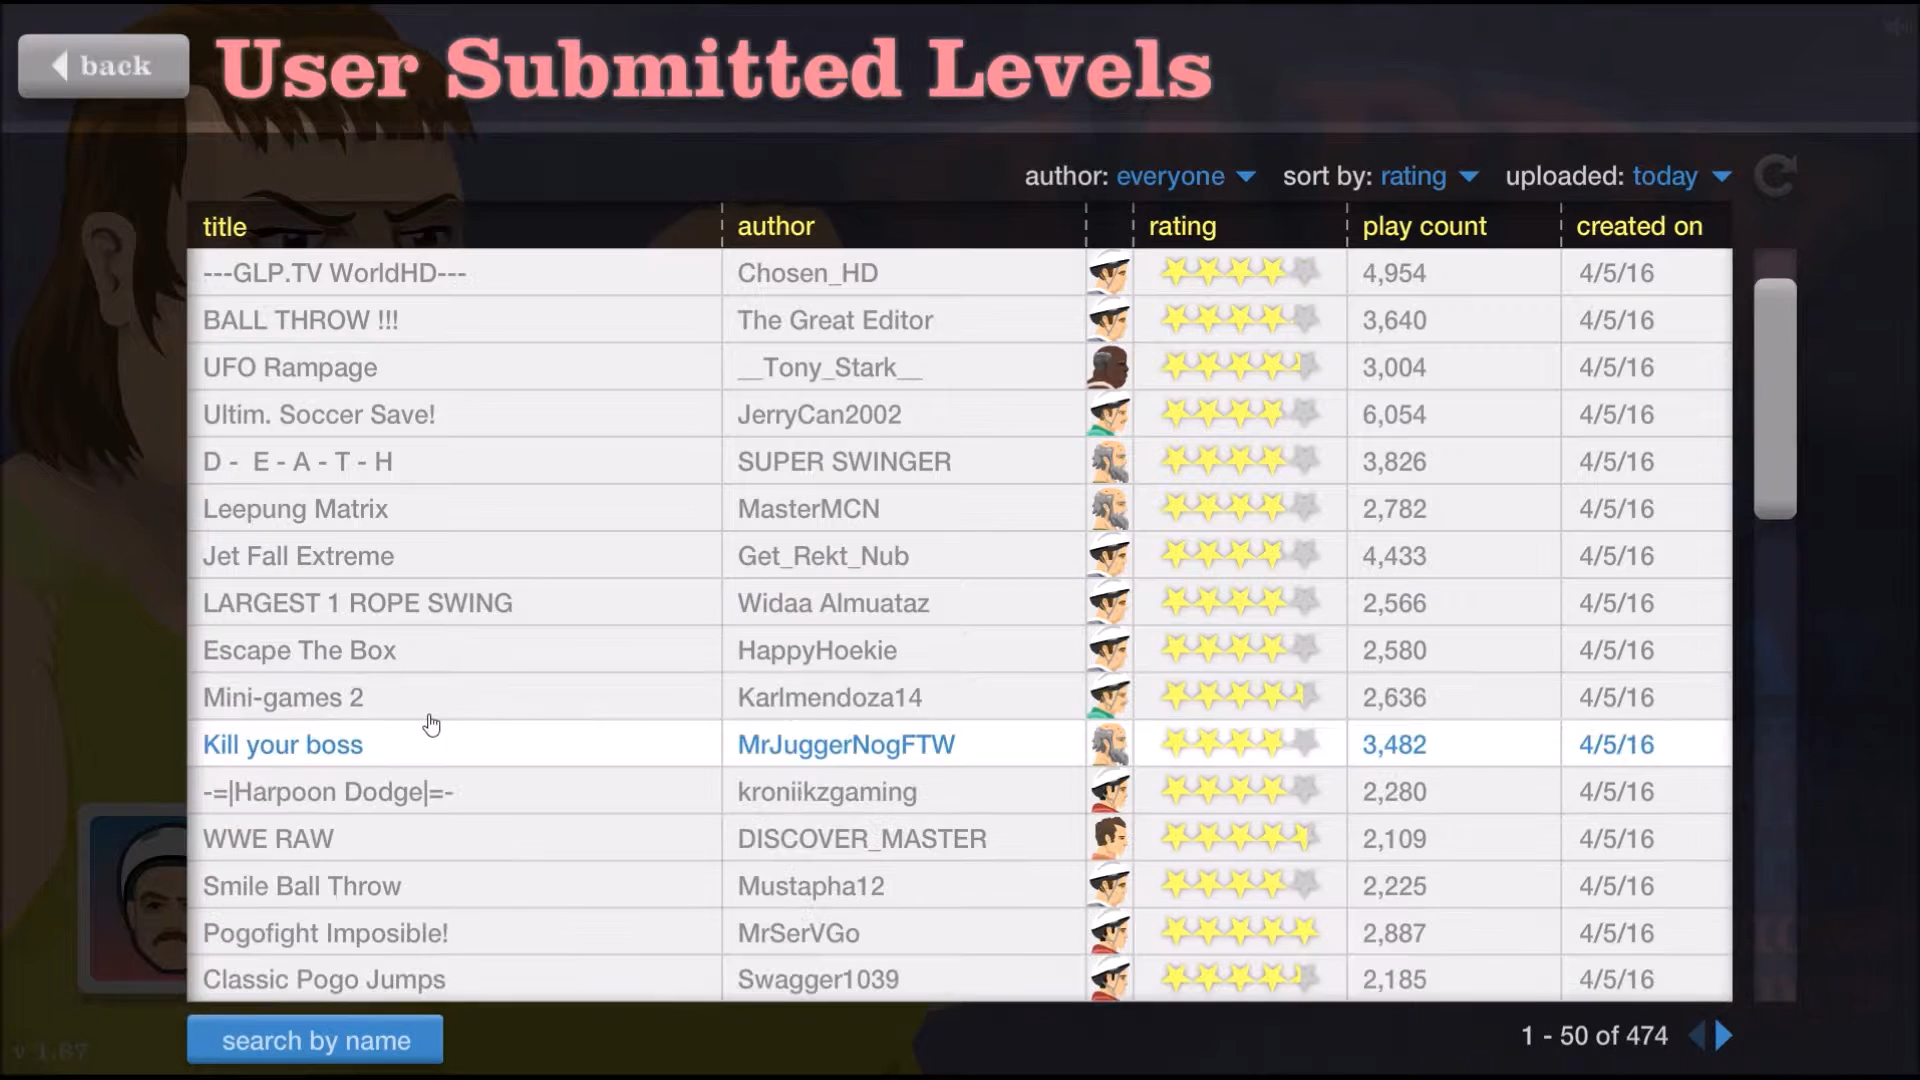 back
User Submitted Levels
author: everyone sort by: rating uploaded: today
title author rating play count created on
---GLP.TV WorldHD--- Chosen_HD 4,954 4/5/16
BALL THROW !!! The Great Editor 3,640 4/5/16
UFO Rampage __Tony_Stark__ 3,004 4/5/16
Ultim. Soccer Save! JerryCan2002 6,054 4/5/16
D - E - A - T - H SUPER SWINGER 3,826 4/5/16
Leepung Matrix MasterMCN 2,782 4/5/16
Jet Fall Extreme Get_Rekt_Nub 4,433 4/5/16
LARGEST 1 ROPE SWING Widaa Almuataz 2,566 4/5/16
Escape The Box HappyHoekie 2,580 4/5/16
Mini-games 2 Karlmendoza14 2,636 4/5/16
Kill your boss MrJuggerNogFTW 3,482 4/5/16
-=|Harpoon Dodge|=- kroniikzgaming 2,280 4/5/16
WWE RAW DISCOVER_MASTER 2,109 4/5/16
Smile Ball Throw Mustapha12 2,225 4/5/16
Pogofight Imposible! MrSerVGo 2,887 4/5/16
Classic Pogo Jumps Swagger1039 2,185 4/5/16
search by name 1 - 50 of 474
v 1.87